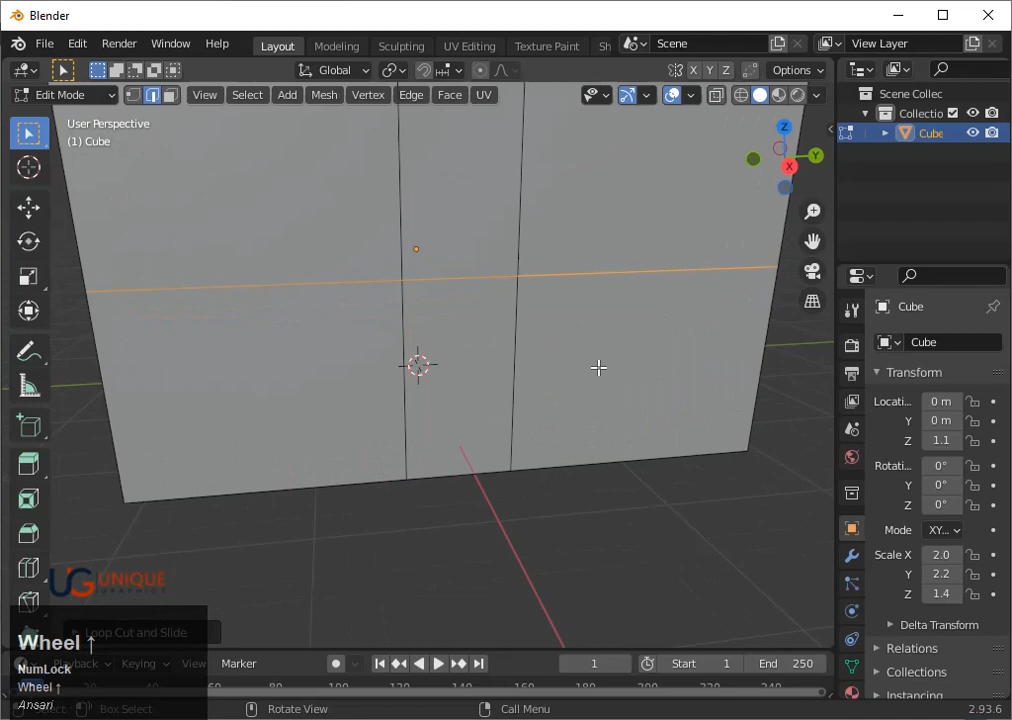 Blender
File Edit Render Window Help
Layout Modeling Sculpting UV Editing Texture Paint Sh
Scene
View Layer
Global
X Y Z
Options
Edit Mode
View Select Add Mesh Vertex Edge Face UV
User Perspective
(1) Cube
Z
Y
X
Scene Collec
Collectio
Cube
Cube
Cube
Transform
Locati... 0 m
Y 0 m
Z 1.1
Rotati... 0°
Y 0°
Z 0°
Mode XY...
Scale X 2.0
Y 2.2
Z 1.4
Delta Transform
Relations
Collections
Instancing
UG UNIQUE
GRAPHICS
Loop Cut and Slide
Wheel ↑
NumLock
Wheel ↑
Ansari
Playback Keying View Marker
1
Start 1
End 250
Select Box Select Rotate View Call Menu
2.93.6